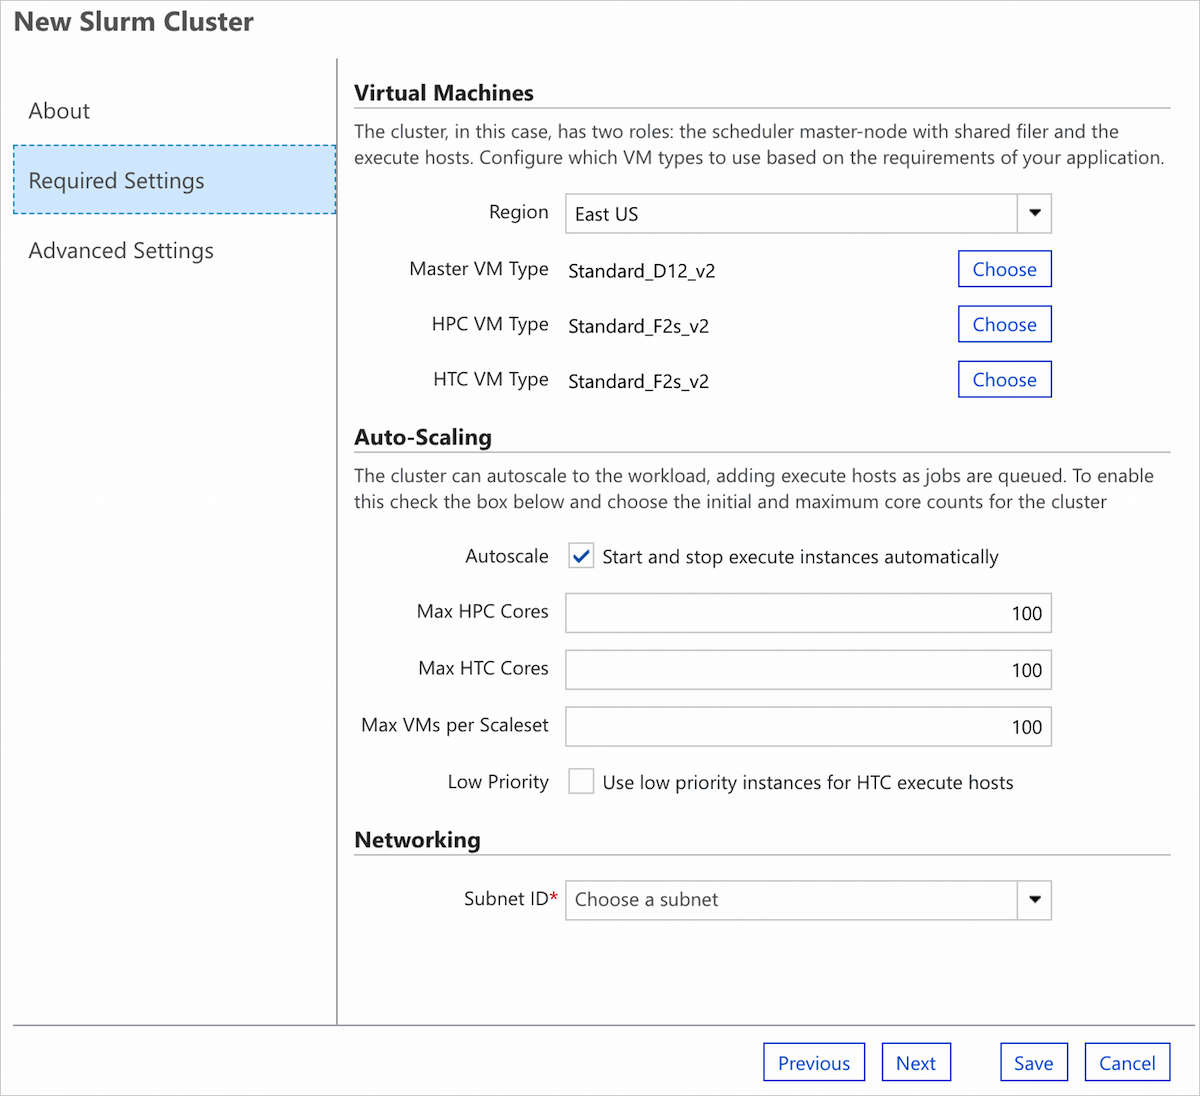 New Slurm Cluster
About
Required Settings
Advanced Settings
Virtual Machines
The cluster, in this case, has two roles: the scheduler master-node with shared filer and the
execute hosts. Configure which VM types to use based on the requirements of your application.
Region East US
Master VM Type Standard_D12_v2 Choose
HPC VM Type Standard_F2s_v2 Choose
HTC VM Type Standard_F2s_v2 Choose
Auto-Scaling
The cluster can autoscale to the workload, adding execute hosts as jobs are queued. To enable
this check the box below and choose the initial and maximum core counts for the cluster
Autoscale Start and stop execute instances automatically
Max HPC Cores 100
Max HTC Cores 100
Max VMs per Scaleset 100
Low Priority Use low priority instances for HTC execute hosts
Networking
Subnet ID* Choose a subnet
Previous Next Save Cancel